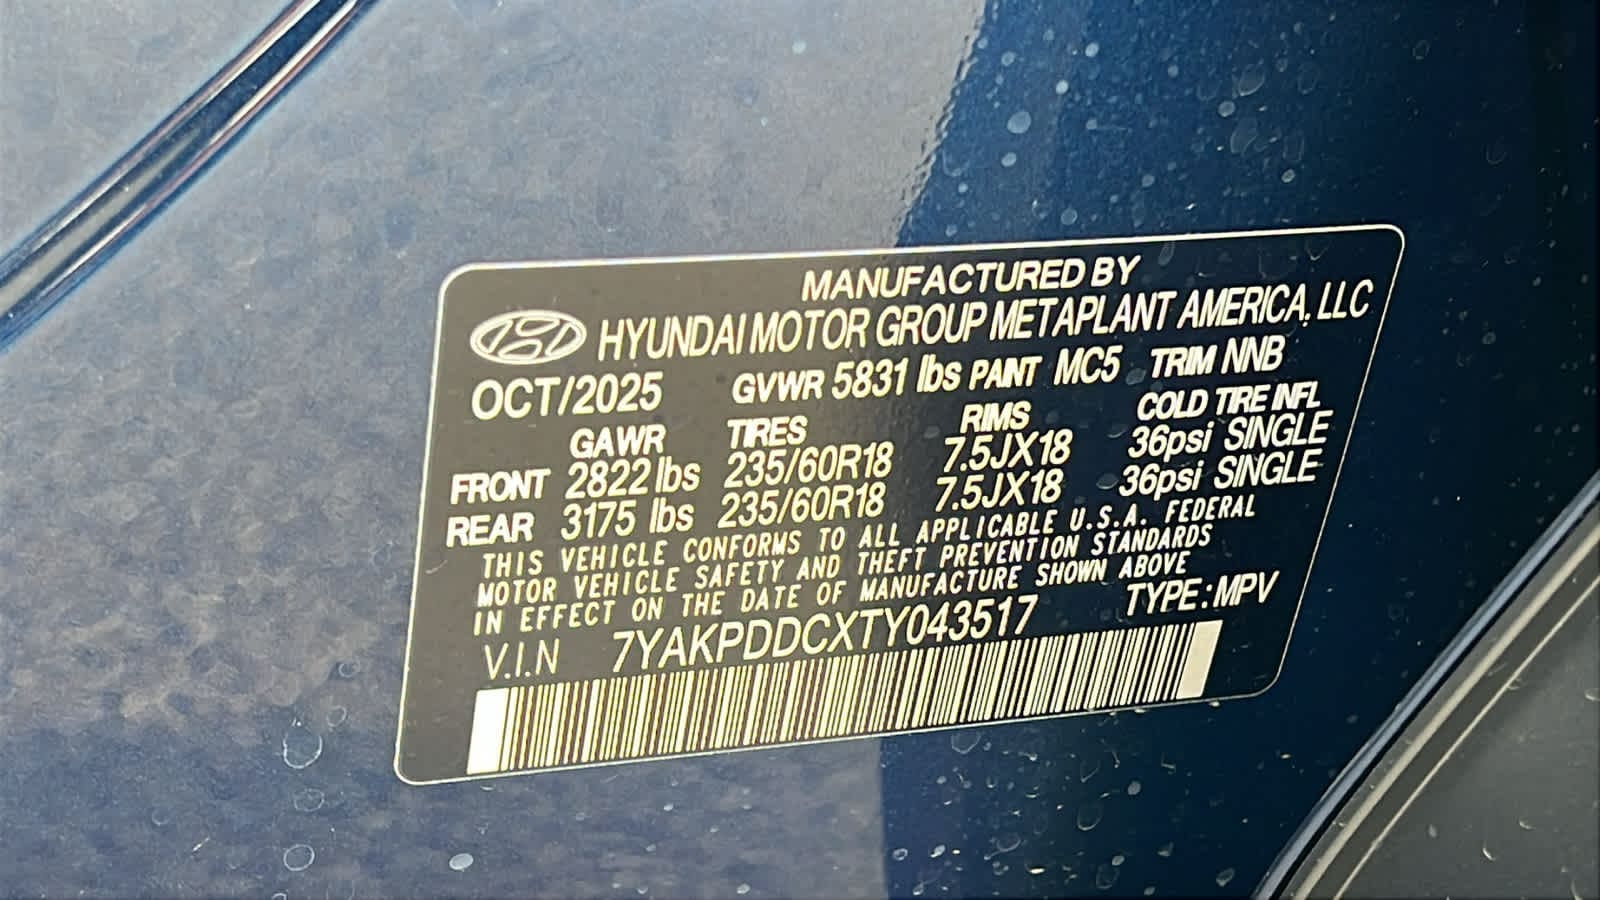 MANUFACTURED BY
HYUNDAI MOTOR GROUP METAPLANT AMERICA, LLC
OCT/2025 GVWR 5831 lbs PAINT MC5 TRIM NNB
GAWR TIRES RIMS COLD TIRE INFL
FRONT 2822 lbs 235/60R18 7.5JX18 36psi SINGLE
REAR 3175 lbs 235/60R18 7.5JX18 36psi SINGLE
THIS VEHICLE CONFORMS TO ALL APPLICABLE U.S.A. FEDERAL
MOTOR VEHICLE SAFETY AND THEFT PREVENTION STANDARDS
IN EFFECT ON THE DATE OF MANUFACTURE SHOWN ABOVE
V.I.N 7YAKPDDCXTY043517 TYPE:MPV